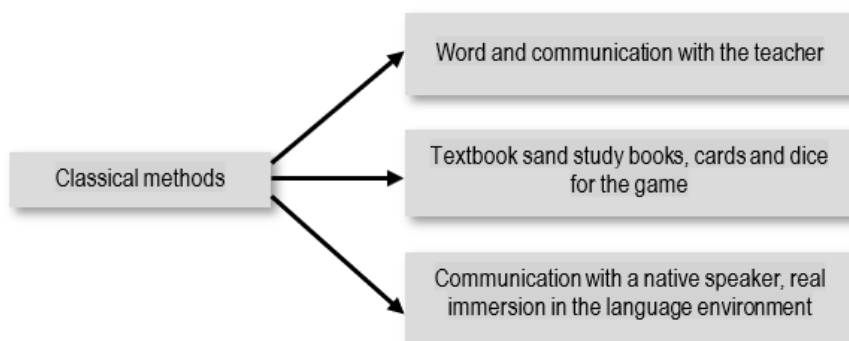 Word and communication with the teacher
Classical methods
Textbook sand study books, cards and dice
for the game
Communication with a native speaker, real
immersion in the language environment